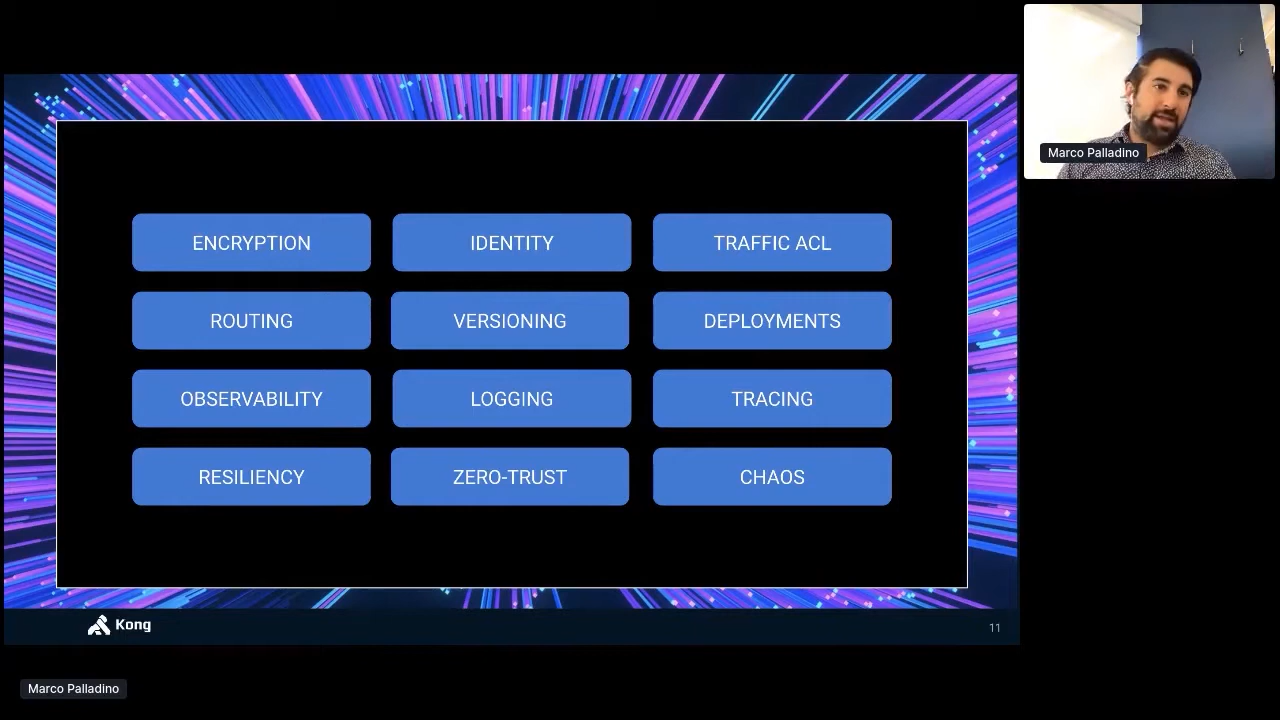 Marco Palladino
ENCRYPTION
IDENTITY
TRAFFIC ACL
ROUTING
VERSIONING
DEPLOYMENTS
OBSERVABILITY
LOGGING
TRACING
RESILIENCY
ZERO-TRUST
CHAOS
Kong
11
Marco Palladino